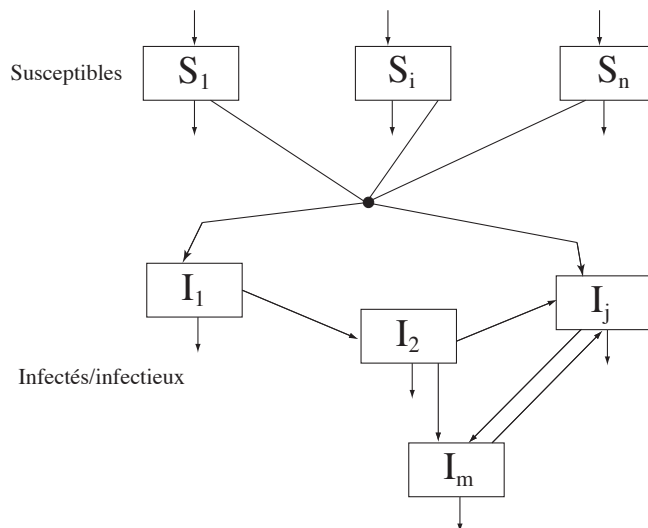 Susceptibles
S1
Si
Sn
I1
I2
Ij
Infectés/infectieux
Im